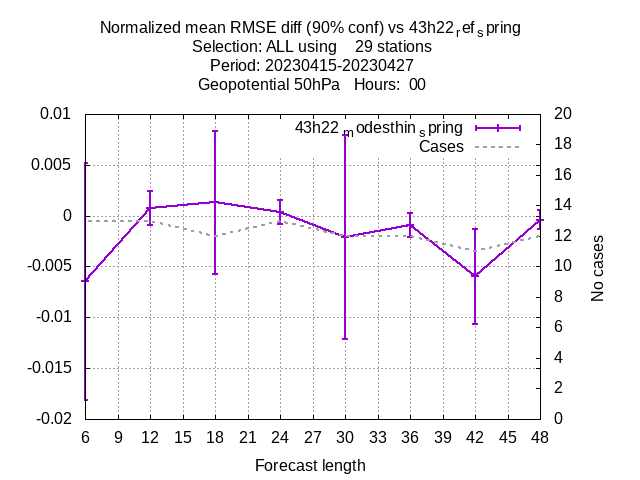 Normalized mean RMSE diff (90% conf) vs 43h22refspring
Selection: ALL using 29 stations
Period: 20230415-20230427
Geopotential 50hPa Hours: 00
43h22modesthinspring
Cases
0.01
0.005
0
-0.005
-0.01
-0.015
-0.02
20
18
16
14
12
10
8
6
4
2
0
No cases
6 9 12 15 18 21 24 27 30 33 36 39 42 45 48
Forecast length